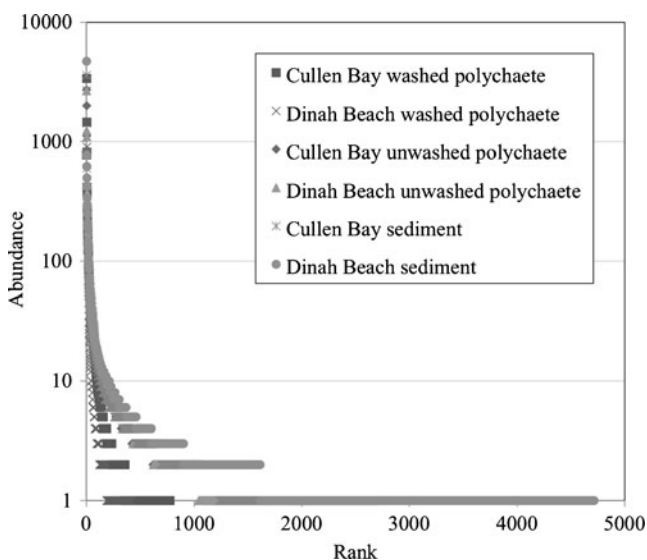 10000
1000
100
10
1
Abundance
Cullen Bay washed polychaete
Dinah Beach washed polychaete
Cullen Bay unwashed polychaete
Dinah Beach unwashed polychaete
Cullen Bay sediment
Dinah Beach sediment
0 1000 2000 3000 4000 5000
Rank